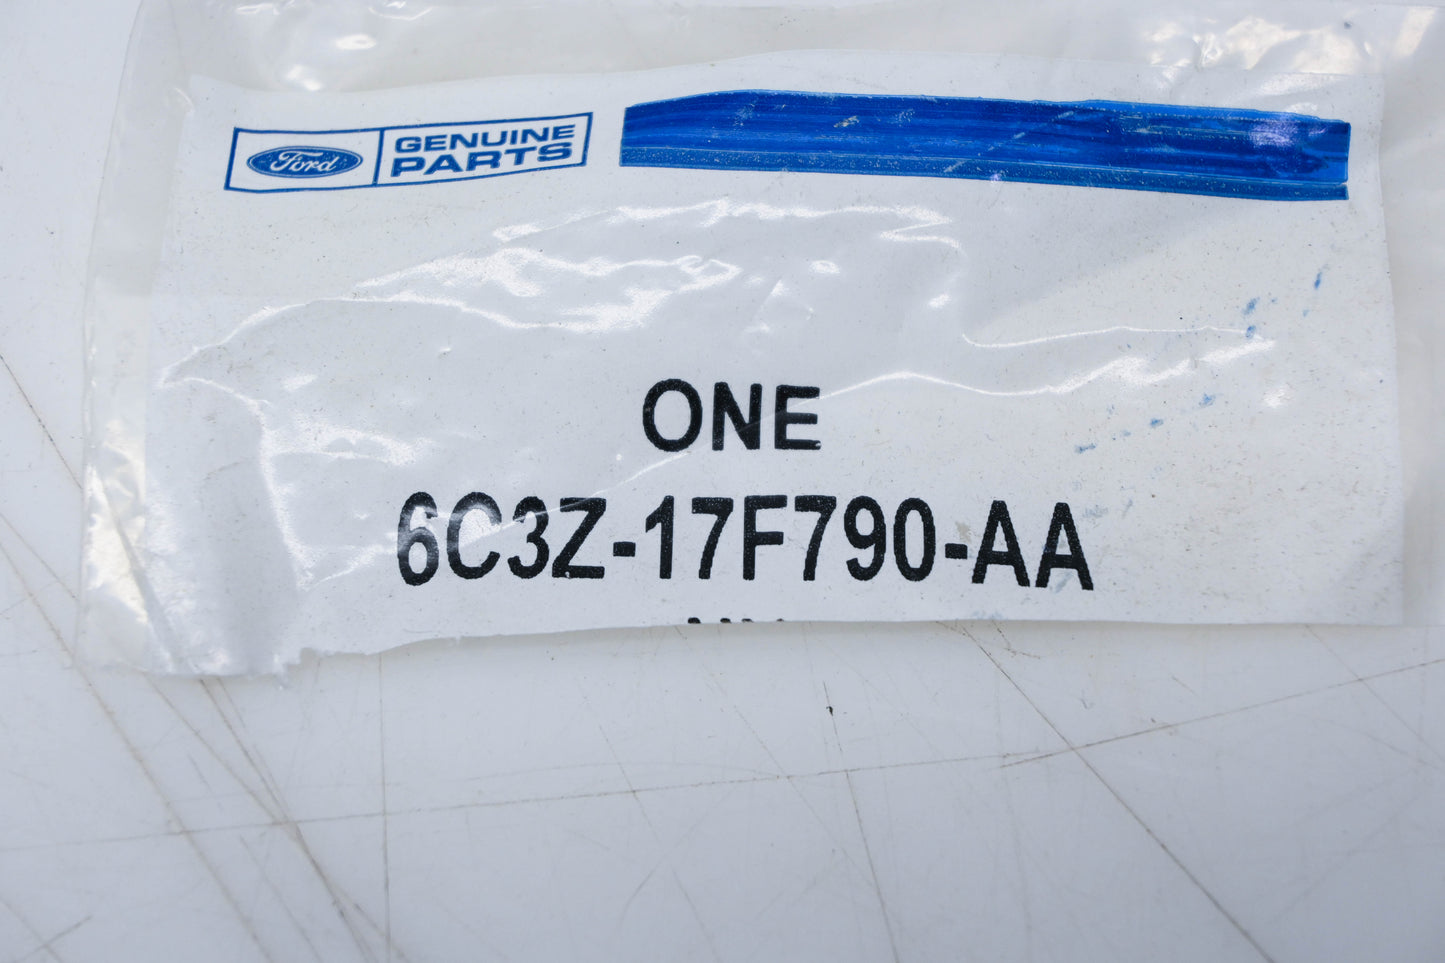 Ford GENUINE
PARTS
ONE
6C3Z-17F790-AA